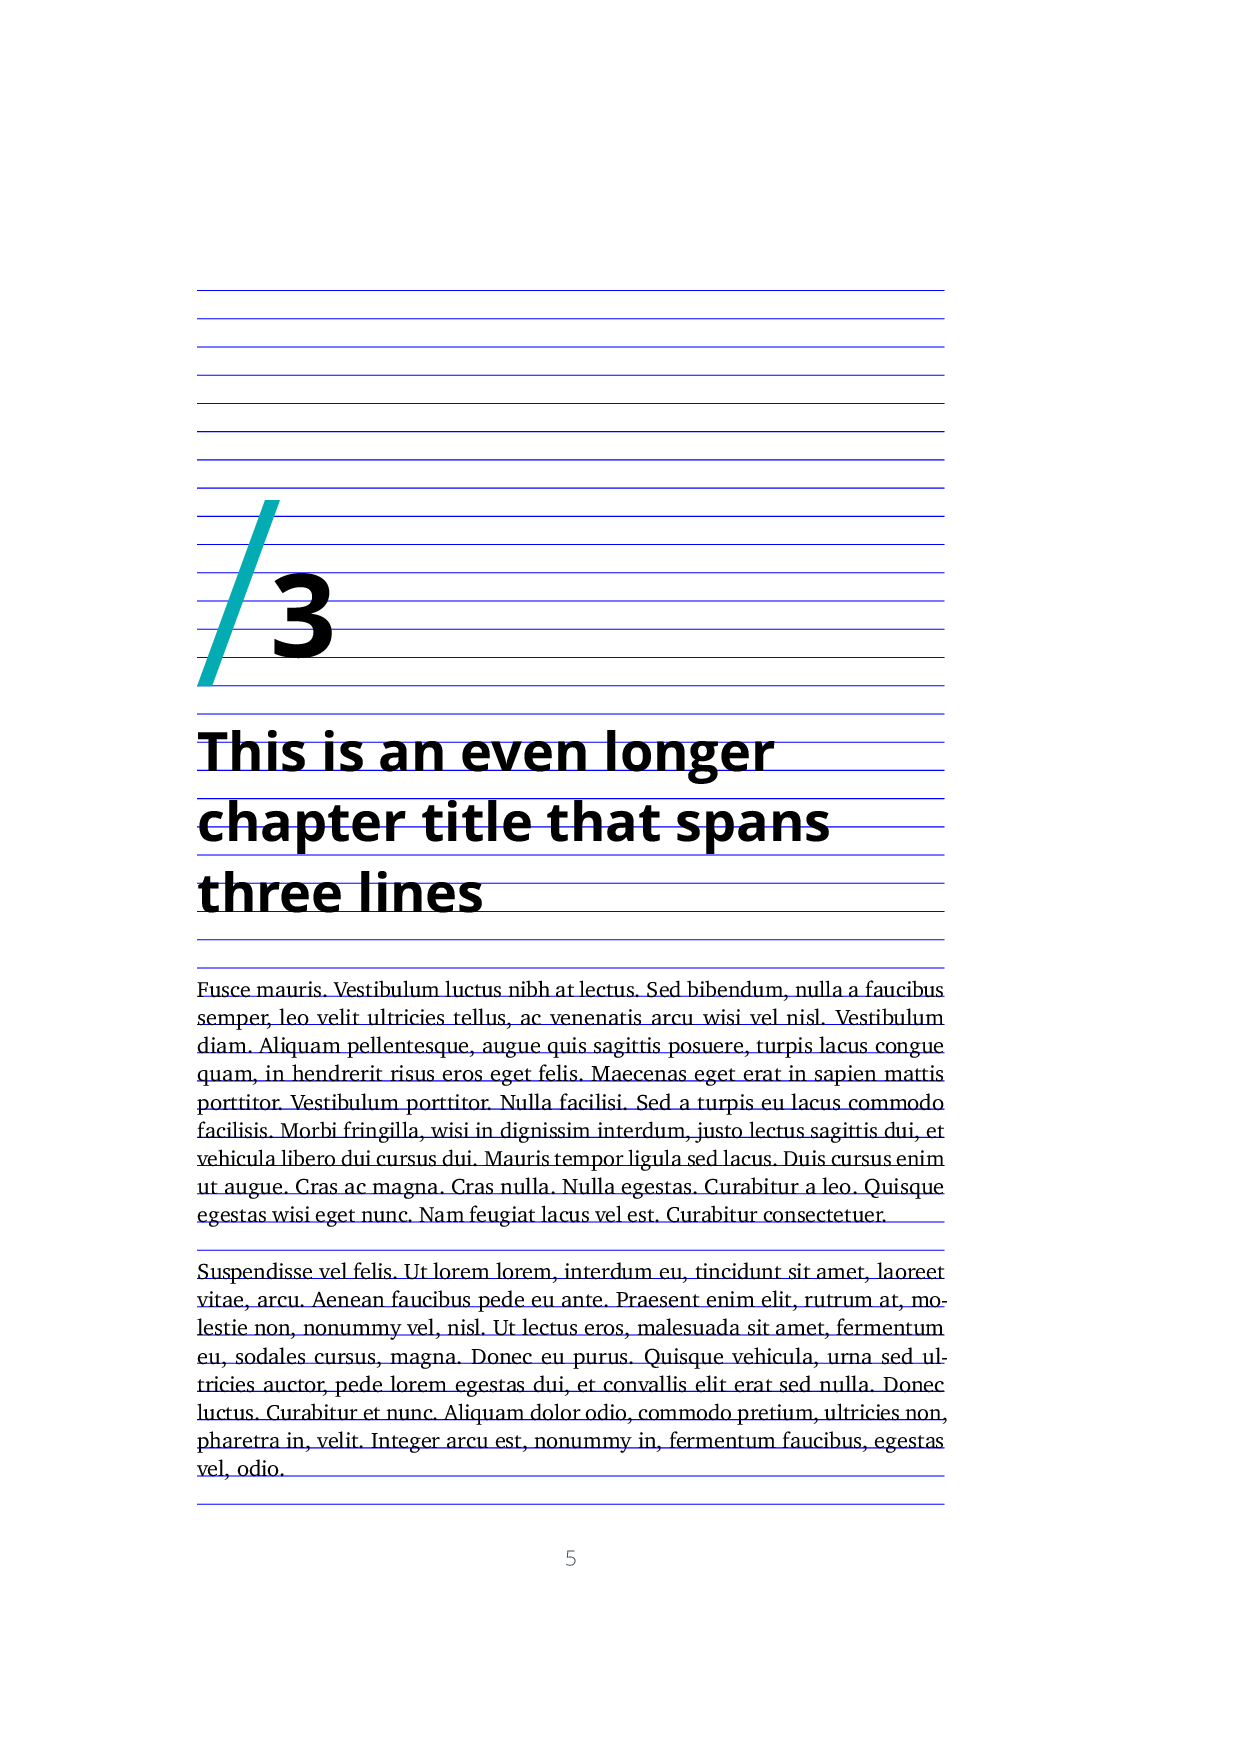 /3
This is an even longer
chapter title that spans
three lines
Fusce mauris. Vestibulum luctus nibh at lectus. Sed bibendum, nulla a faucibus
semper, leo velit ultricies tellus, ac venenatis arcu wisi vel nisl. Vestibulum
diam. Aliquam pellentesque, augue quis sagittis posuere, turpis lacus congue
quam, in hendrerit risus eros eget felis. Maecenas eget erat in sapien mattis
porttitor. Vestibulum porttitor. Nulla facilisi. Sed a turpis eu lacus commodo
facilisis. Morbi fringilla, wisi in dignissim interdum, justo lectus sagittis dui, et
vehicula libero dui cursus dui. Mauris tempor ligula sed lacus. Duis cursus enim
ut augue. Cras ac magna. Cras nulla. Nulla egestas. Curabitur a leo. Quisque
egestas wisi eget nunc. Nam feugiat lacus vel est. Curabitur consectetuer.
Suspendisse vel felis. Ut lorem lorem, interdum eu, tincidunt sit amet, laoreet
vitae, arcu. Aenean faucibus pede eu ante. Praesent enim elit, rutrum at, mo-
lestie non, nonummy vel, nisl. Ut lectus eros, malesuada sit amet, fermentum
eu, sodales cursus, magna. Donec eu purus. Quisque vehicula, urna sed ul-
tricies auctor, pede lorem egestas dui, et convallis elit erat sed nulla. Donec
luctus. Curabitur et nunc. Aliquam dolor odio, commodo pretium, ultricies non,
pharetra in, velit. Integer arcu est, nonummy in, fermentum faucibus, egestas
vel, odio.
5